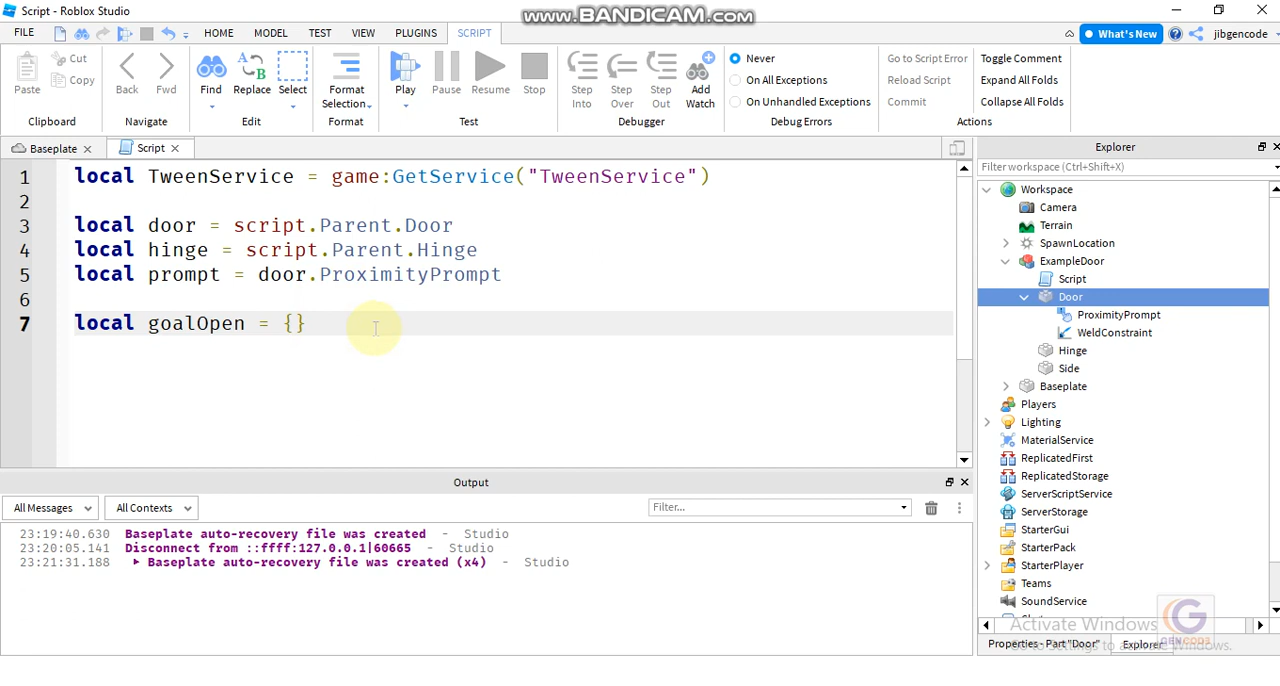 Script - Roblox Studio
www.BANDICAM.com
FILE
HOME
MODEL
TEST
VIEW
PLUGINS
SCRIPT
What's New
jibgencode
Paste
Cut
Copy
Clipboard
Back
Fwd
Navigate
Find
Replace
Select
Edit
Format
Selection
Format
Play
Pause
Resume
Stop
Test
Step
Into
Step
Over
Step
Out
Add
Watch
Debugger
Never
On All Exceptions
On Unhandled Exceptions
Debug Errors
Go to Script Error
Reload Script
Commit
Toggle Comment
Expand All Folds
Collapse All Folds
Actions
Baseplate
Script
1 local TweenService = game:GetService("TweenService")
2
3 local door = script.Parent.Door
4 local hinge = script.Parent.Hinge
5 local prompt = door.ProximityPrompt
6
7 local goalOpen = {}
Explorer
Filter workspace (Ctrl+Shift+X)
Workspace
Camera
Terrain
SpawnLocation
ExampleDoor
Script
Door
ProximityPrompt
WeldConstraint
Hinge
Side
Baseplate
Players
Lighting
MaterialService
ReplicatedFirst
ReplicatedStorage
ServerScriptService
ServerStorage
StarterGui
StarterPack
StarterPlayer
Teams
SoundService
Properties - Part "Door"
Explorer
Activate Windows
Go to Settings to activate Windows.
Output
All Messages
All Contexts
Filter...
23:19:40.630 Baseplate auto-recovery file was created - Studio
23:20:05.141 Disconnect from ::ffff:127.0.0.1|60665 - Studio
23:21:31.188 Baseplate auto-recovery file was created (x4) - Studio